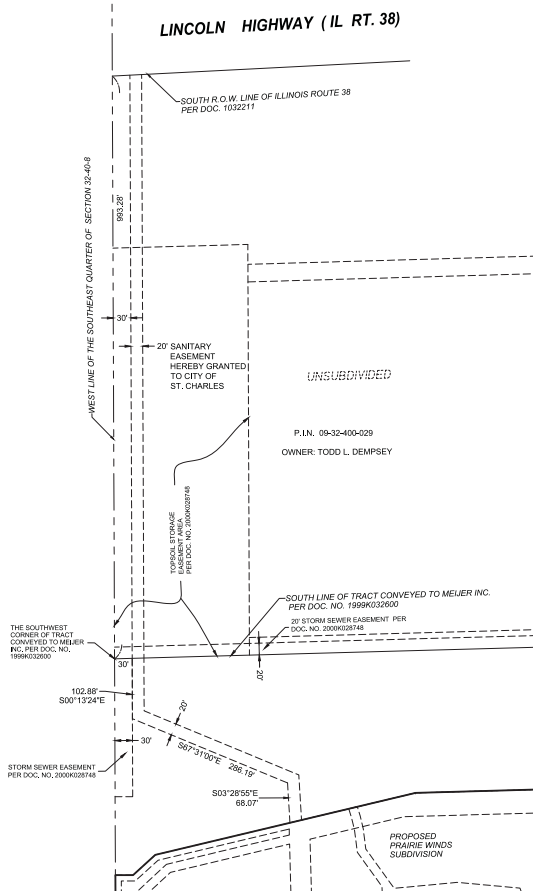 LINCOLN HIGHWAY ( IL RT. 38)
SOUTH R.O.W. LINE OF ILLINOIS ROUTE 38
PER DOC. 1032211
WEST LINE OF THE SOUTHEAST QUARTER OF SECTION 32-40-8
993.28'
30'
20' SANITARY
EASEMENT
HEREBY GRANTED
TO CITY OF
ST. CHARLES
UNSUBDIVIDED
P.I.N. 09-32-400-029
OWNER: TODD L. DEMPSEY
TOPSOIL STORAGE
EASEMENT AREA
PER DOC. NO. 2000K028748
SOUTH LINE OF TRACT CONVEYED TO MEIJER INC.
PER DOC. NO. 1999K032600
20' STORM SEWER EASEMENT PER
DOC. NO. 2000K028748
THE SOUTHWEST
CORNER OF TRACT
CONVEYED TO MEIJER
INC. PER DOC. NO.
1999K032600
30'
20'
102.88'
S00°13'24"E
20'
30'
S67°31'00"E 286.19'
STORM SEWER EASEMENT
PER DOC. NO. 2000K028748
S03°28'55"E
68.07'
PROPOSED
PRAIRIE WINDS
SUBDIVISION